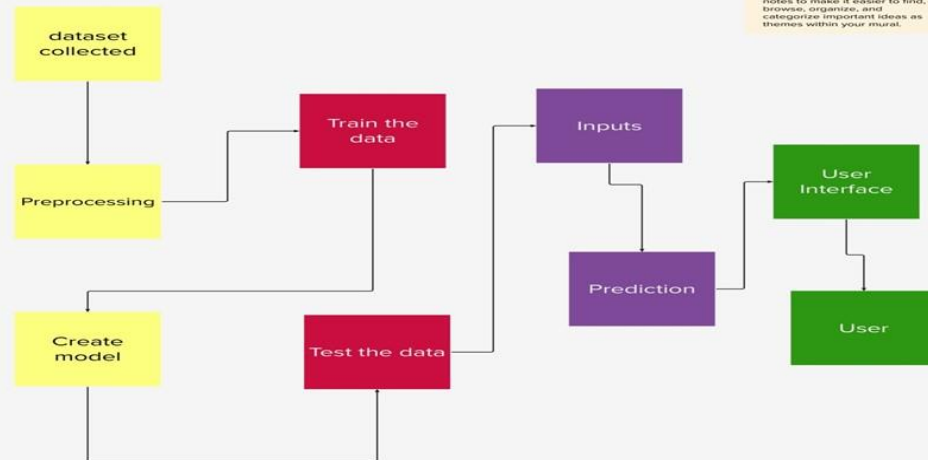 notes to make it easier to find,
browse, organize, and
categorize important ideas as
themes within your mural.
dataset
collected
Train the
data
Inputs
User
Interface
Preprocessing
Prediction
Create
model
Test the data
User